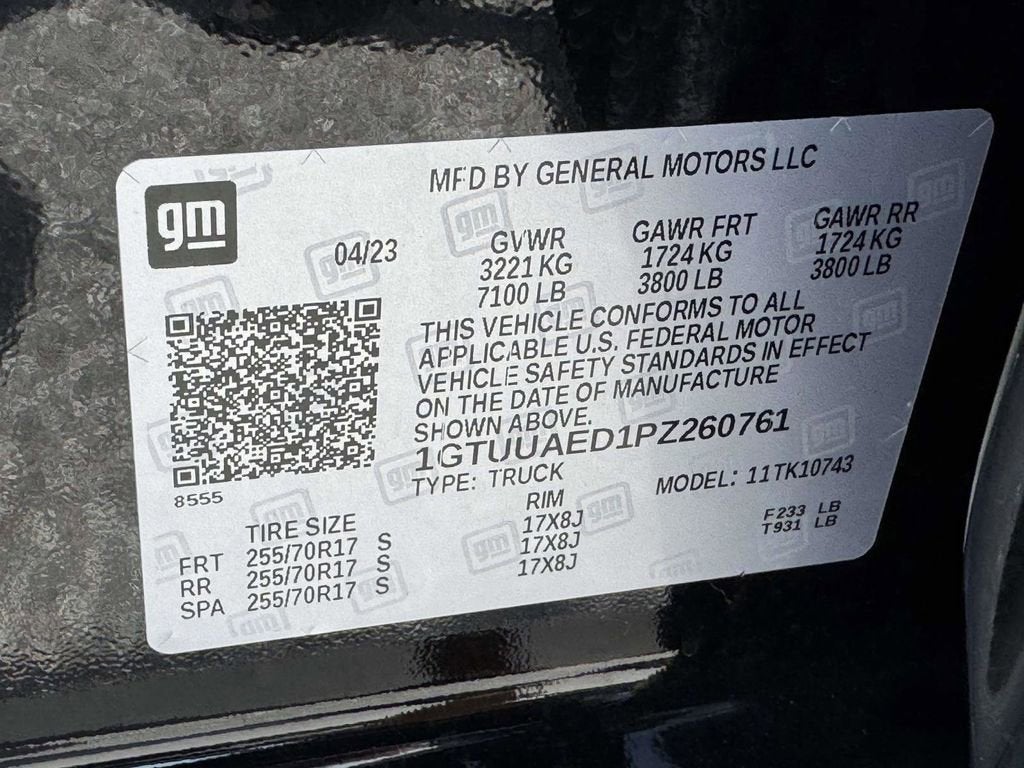 MFD BY GENERAL MOTORS LLC
gm
04/23
GVWR GAWR FRT GAWR RR
3221 KG 1724 KG 1724 KG
7100 LB 3800 LB 3800 LB
THIS VEHICLE CONFORMS TO ALL
APPLICABLE U.S. FEDERAL MOTOR
VEHICLE SAFETY STANDARDS IN EFFECT
ON THE DATE OF MANUFACTURE
SHOWN ABOVE.
1GTUUAED1PZ260761
8555
TYPE: TRUCK MODEL: 11TK10743
TIRE SIZE RIM
FRT 255/70R17 S 17X8J F233 LB
RR 255/70R17 S 17X8J T931 LB
SPA 255/70R17 S 17X8J